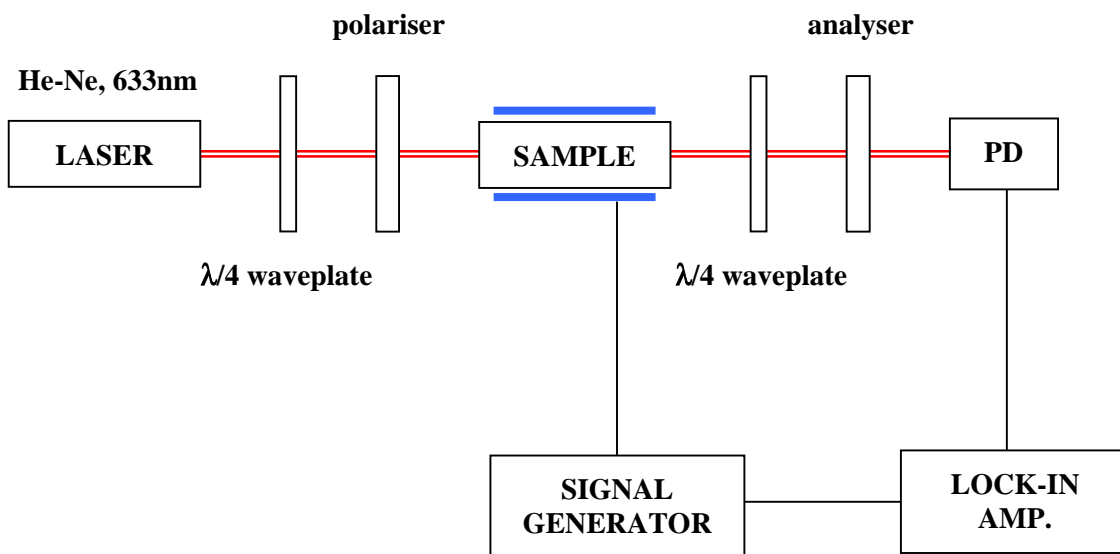 polariser
analyser
He-Ne, 633nm
LASER
SAMPLE
PD
λ/4 waveplate
λ/4 waveplate
SIGNAL
GENERATOR
LOCK-IN
AMP.